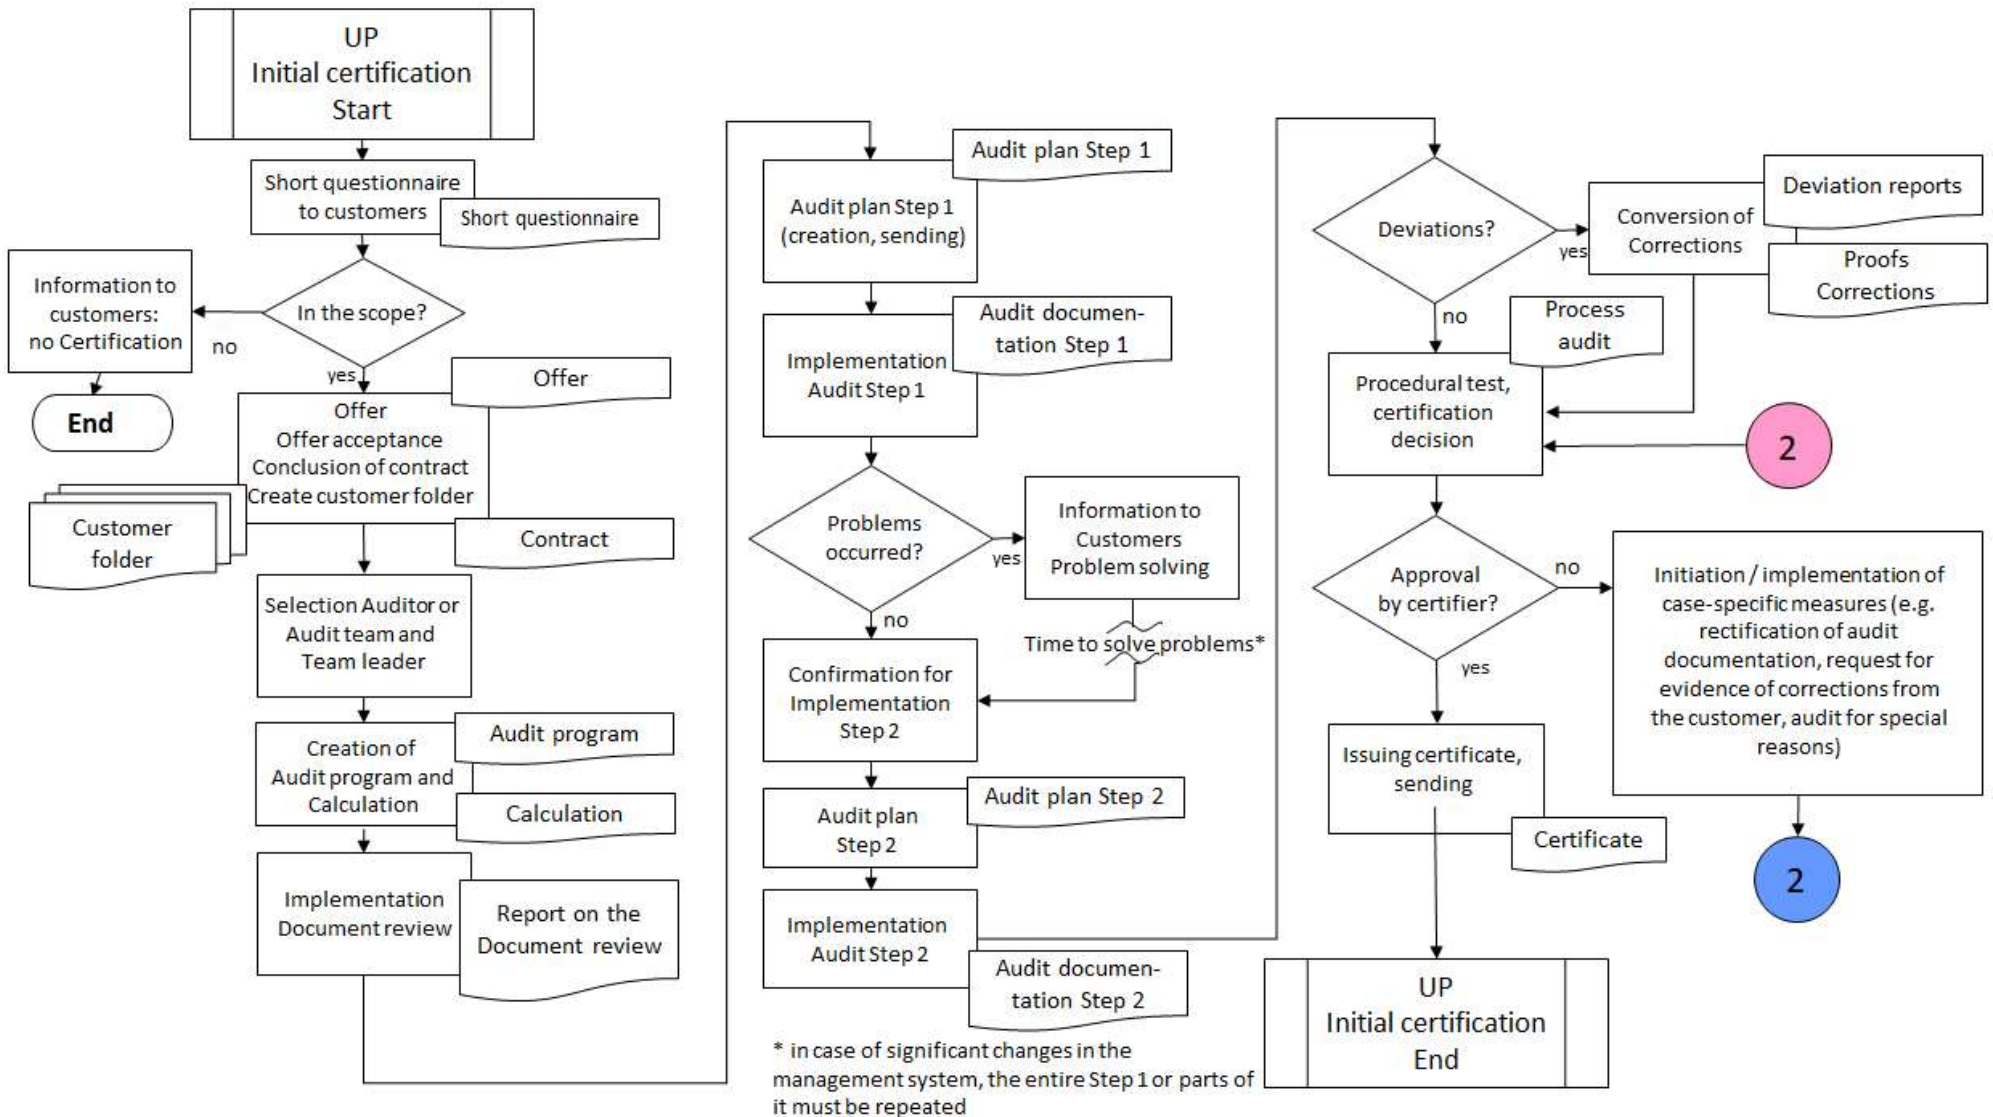 UP
Initial certification
Start
Short questionnaire
to customers
Short questionnaire
In the scope?
no
Information to
customers:
no Certification
End
yes
Offer
Offer
Offer acceptance
Conclusion of contract
Create customer folder
Customer
folder
Contract
Selection Auditor or
Audit team and
Team leader
Creation of
Audit program and
Calculation
Audit program
Calculation
Implementation
Document review
Report on the
Document review
Audit plan Step 1
Audit plan Step 1
(creation, sending)
Audit documen-
tation Step 1
Implementation
Audit Step 1
Problems
occurred?
yes
Information to
Customers
Problem solving
Time to solve problems*
no
Confirmation for
Implementation
Step 2
Audit plan Step 2
Audit plan
Step 2
Implementation
Audit Step 2
Audit documen-
tation Step 2
* in case of significant changes in the
management system, the entire Step 1 or parts of
it must be repeated
Deviations?
yes
Conversion of
Corrections
Deviation reports
Proofs
Corrections
no
Process
audit
Procedural test,
certification
decision
2
Approval
by certifier?
no
Initiation / implementation of
case-specific measures (e.g.
rectification of audit
documentation, request for
evidence of corrections from
the customer, audit for special
reasons)
2
yes
Issuing certificate,
sending
Certificate
UP
Initial certification
End